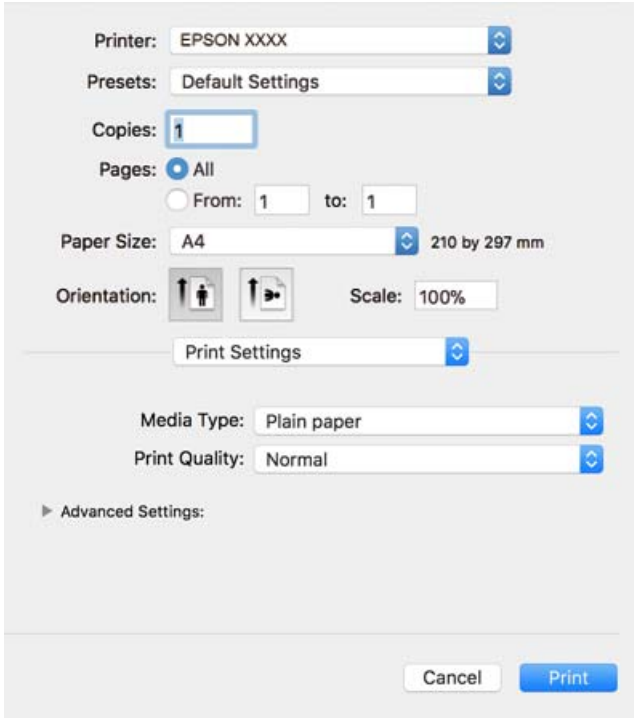 Printer: EPSON XXXX
Presets: Default Settings
Copies: 1
Pages: All
From: 1 to: 1
Paper Size: A4 210 by 297 mm
Orientation: Scale: 100%
Print Settings
Media Type: Plain paper
Print Quality: Normal
Advanced Settings:
Cancel Print